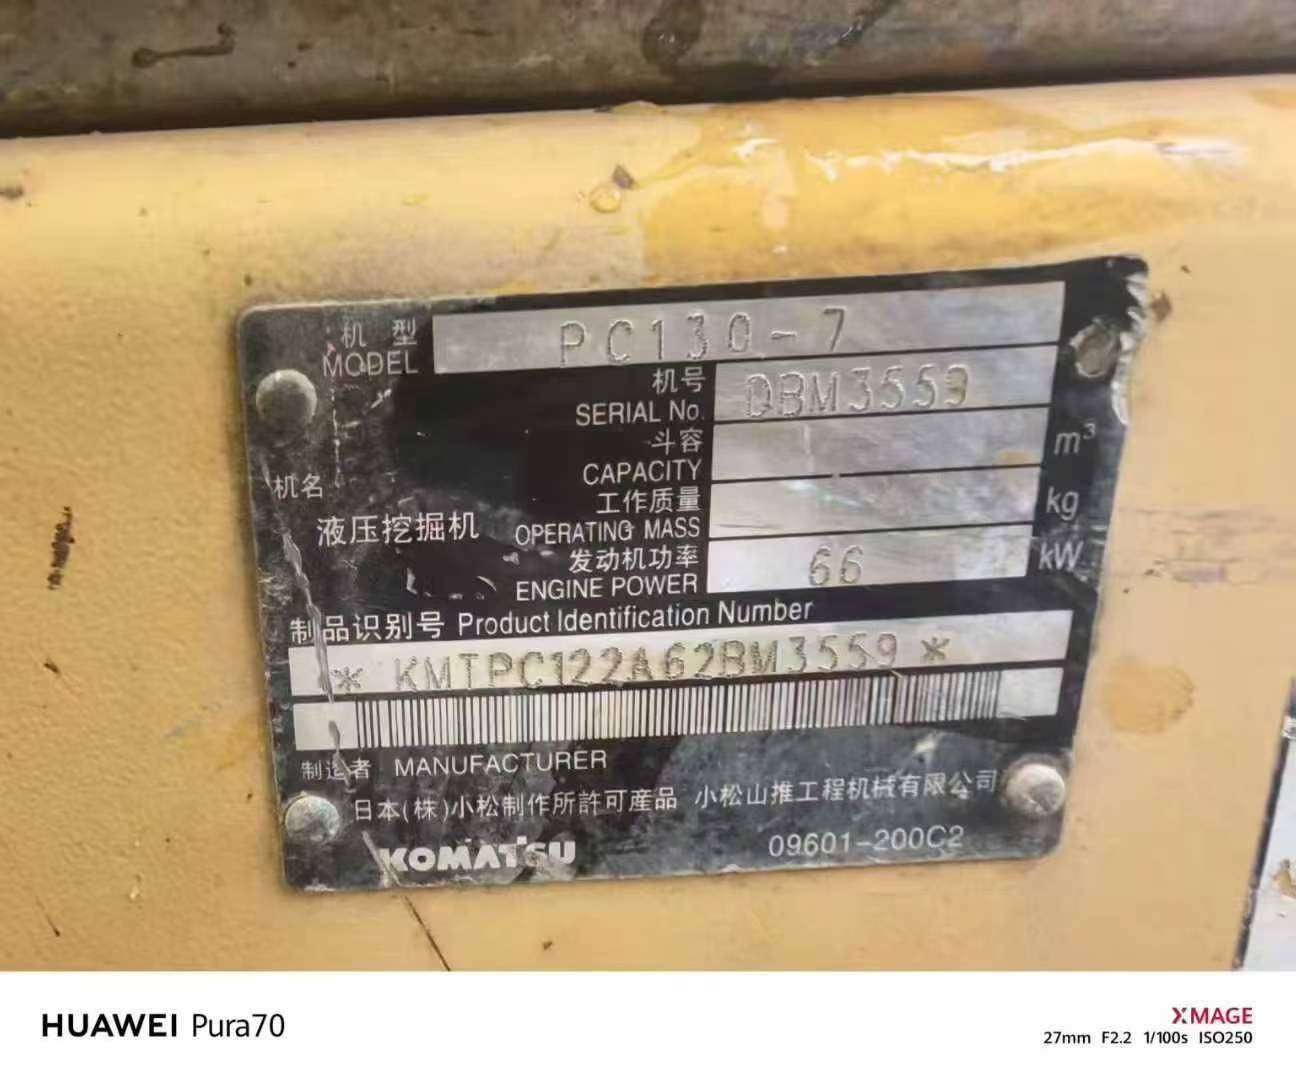 机型
MODEL PC130-7
机号
SERIAL No. DBM3559
斗容
CAPACITY m³
机名
液压挖掘机
工作质量
OPERATING MASS kg
发动机功率
ENGINE POWER 66 kW
制品识别号 Product Identification Number
*KMTPC122A62BM3559*
制造者 MANUFACTURER
日本(株)小松制作所許可産品 小松山推工程机械有限公司
KOMATSU 09601-200C2
HUAWEI Pura70
XMAGE
27mm F2.2 1/100s ISO250